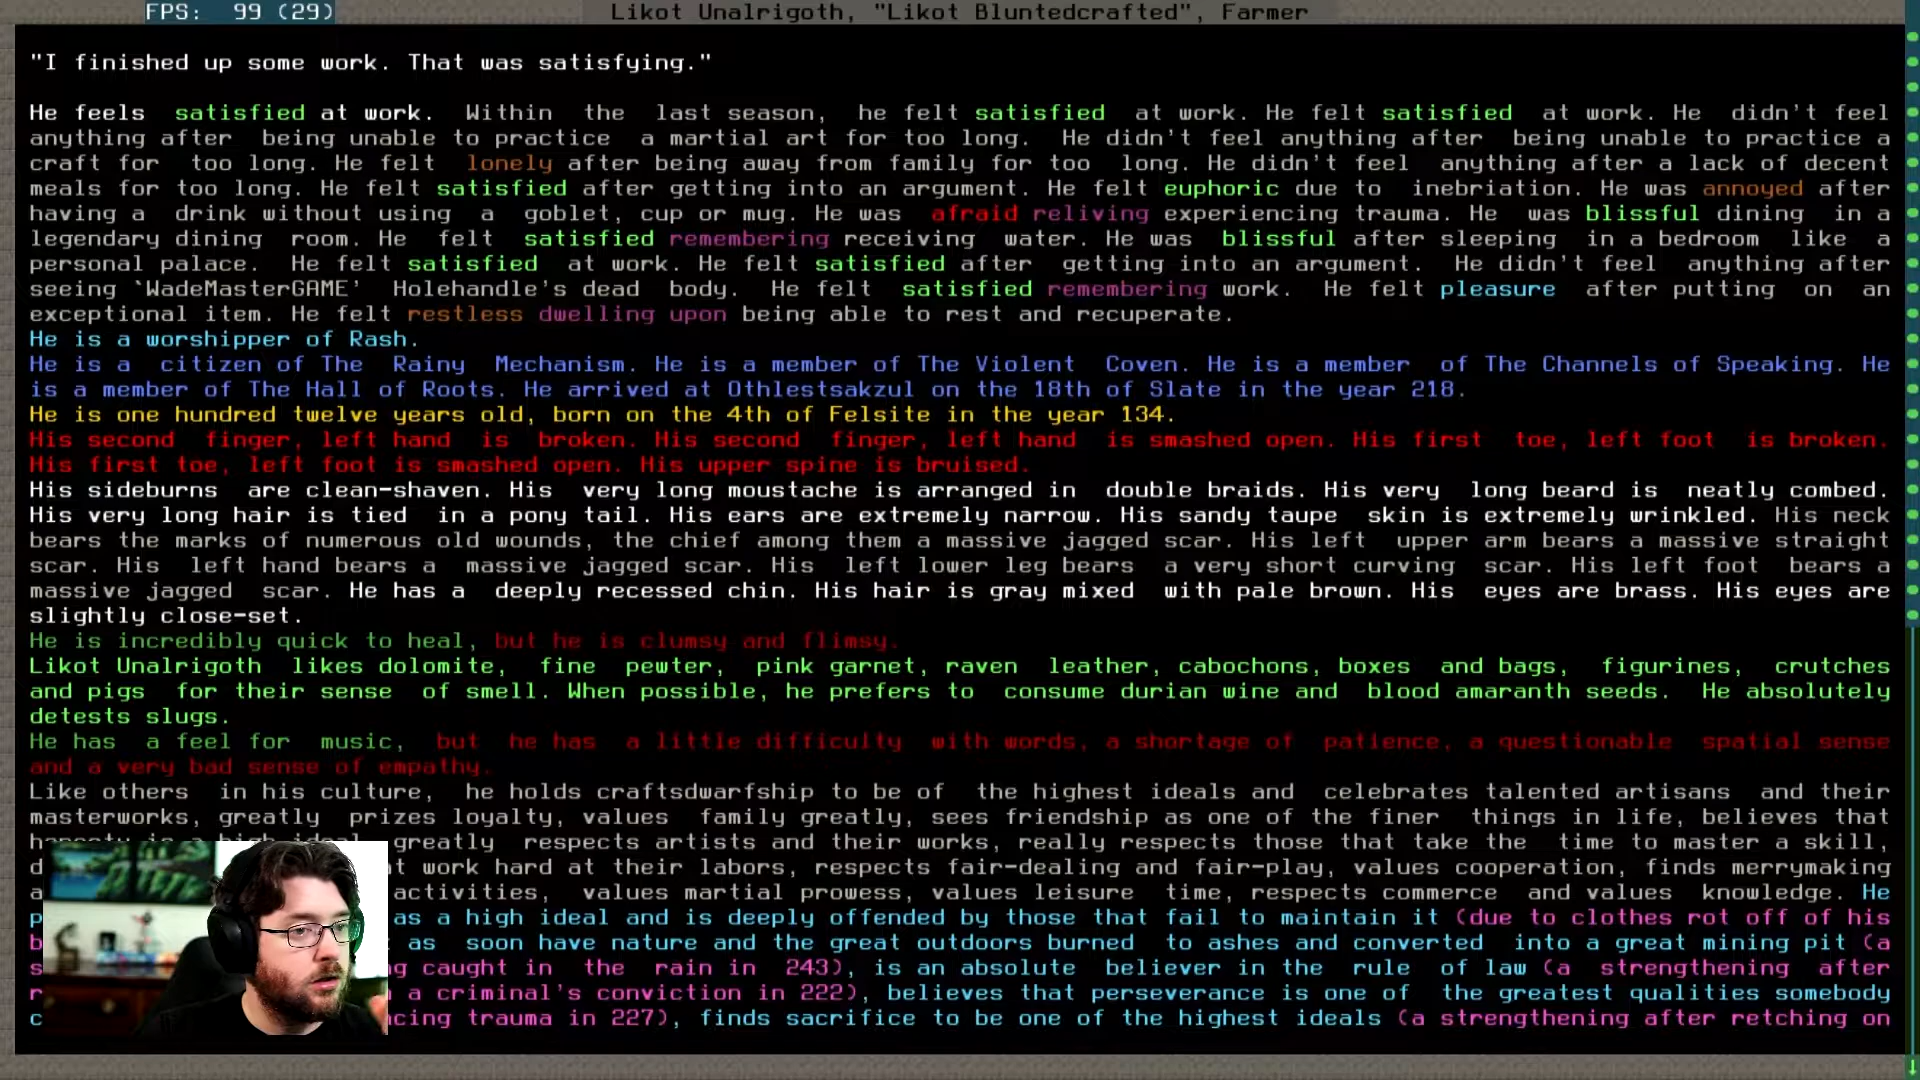 FPS: 99 (29)
Likot Unalrigoth, "Likot Bluntedcrafted", Farmer
"I finished up some work. That was satisfying."
He feels satisfied at work. Within the last season, he felt satisfied at work. He felt satisfied at work. He didn't feel
anything after being unable to practice a martial art for too long. He didn't feel anything after being unable to practice a
craft for too long. He felt lonely after being away from family for too long. He didn't feel anything after a lack of decent
meals for too long. He felt satisfied after getting into an argument. He felt euphoric due to inebriation. He was annoyed after
having a drink without using a goblet, cup or mug. He was afraid reliving experiencing trauma. He was blissful dining in a
legendary dining room. He felt satisfied remembering receiving water. He was blissful after sleeping in a bedroom like a
personal palace. He felt satisfied at work. He felt satisfied after getting into an argument. He didn't feel anything after
seeing `WadeMasterGAME' Holehandle's dead body. He felt satisfied remembering work. He felt pleasure after putting on an
exceptional item. He felt restless dwelling upon being able to rest and recuperate.
He is a worshipper of Rash.
He is a citizen of The Rainy Mechanism. He is a member of The Violent Coven. He is a member of The Channels of Speaking. He
is a member of The Hall of Roots. He arrived at Othlestsakzul on the 18th of Slate in the year 218.
He is one hundred twelve years old, born on the 4th of Felsite in the year 134.
His second finger, left hand is broken. His second finger, left hand is smashed open. His first toe, left foot is broken.
His first toe, left foot is smashed open. His upper spine is bruised.
His sideburns are clean-shaven. His very long moustache is arranged in double braids. His very long beard is neatly combed.
His very long hair is tied in a pony tail. His ears are extremely narrow. His sandy taupe skin is extremely wrinkled. His neck
bears the marks of numerous old wounds, the chief among them a massive jagged scar. His left upper arm bears a massive straight
scar. His left hand bears a massive jagged scar. His left lower leg bears a very short curving scar. His left foot bears a
massive jagged scar. He has a deeply recessed chin. His hair is gray mixed with pale brown. His eyes are brass. His eyes are
slightly close-set.
He is incredibly quick to heal, but he is clumsy and flimsy.
Likot Unalrigoth likes dolomite, fine pewter, pink garnet, raven leather, cabochons, boxes and bags, figurines, crutches
and pigs for their sense of smell. When possible, he prefers to consume durian wine and blood amaranth seeds. He absolutely
detests slugs.
He has a feel for music, but he has a little difficulty with words, a shortage of patience, a questionable spatial sense
and a very bad sense of empathy.
Like others in his culture, he holds craftsdwarfship to be of the highest ideals and celebrates talented artisans and their
masterworks, greatly prizes loyalty, values family greatly, sees friendship as one of the finer things in life, believes that
greatly respects artists and their works, really respects those that take the time to master a skill,
work hard at their labors, respects fair-dealing and fair-play, values cooperation, finds merrymaking
activities, values martial prowess, values leisure time, respects commerce and values knowledge. He
as a high ideal and is deeply offended by those that fail to maintain it (due to clothes rot off of his
as soon have nature and the great outdoors burned to ashes and converted into a great mining pit (a
caught in the rain in 243), is an absolute believer in the rule of law (a strengthening after
a criminal's conviction in 222), believes that perseverance is one of the greatest qualities somebody
trauma in 227), finds sacrifice to be one of the highest ideals (a strengthening after retching on